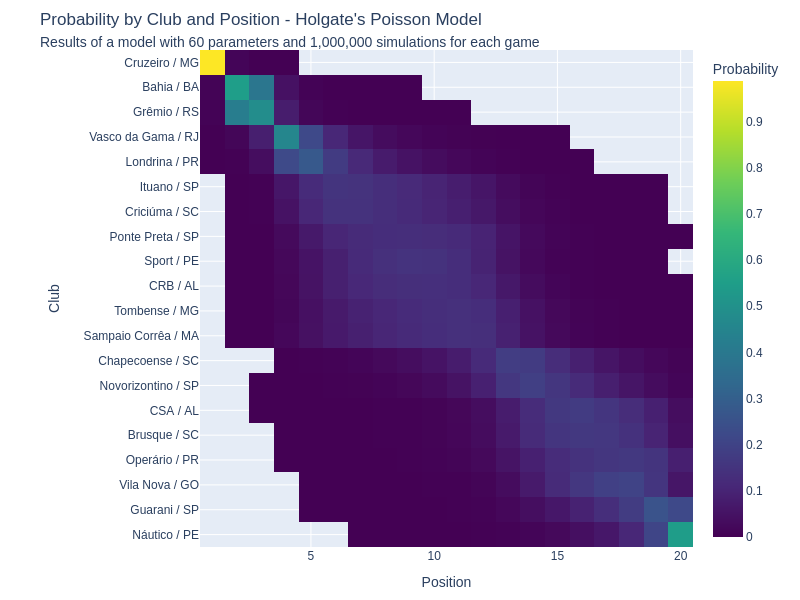 Probability by Club and Position - Holgate's Poisson Model
Results of a model with 60 parameters and 1,000,000 simulations for each game
Probability
Cruzeiro / MG
Bahia / BA
Grêmio / RS
Vasco da Gama / RJ
Londrina / PR
Ituano / SP
Criciúma / SC
Ponte Preta / SP
Sport / PE
CRB / AL
Tombense / MG
Sampaio Corrêa / MA
Chapecoense / SC
Novorizontino / SP
CSA / AL
Brusque / SC
Operário / PR
Vila Nova / GO
Guarani / SP
Náutico / PE
Club
5
10
15
20
Position
0.9
0.8
0.7
0.6
0.5
0.4
0.3
0.2
0.1
0